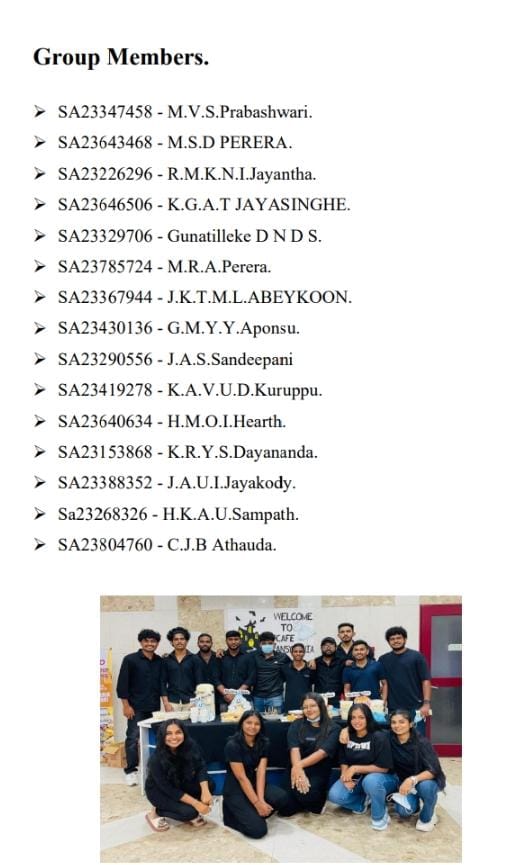 Group Members.
➢ SA23347458 - M.V.S.Prabashwari.
➢ SA23643468 - M.S.D PERERA.
➢ SA23226296 - R.M.K.N.I.Jayantha.
➢ SA23646506 - K.G.A.T JAYASINGHE.
➢ SA23329706 - Gunatilleke D N D S.
➢ SA23785724 - M.R.A.Perera.
➢ SA23367944 - J.K.T.M.L.ABEYKOON.
➢ SA23430136 - G.M.Y.Y.Aponsu.
➢ SA23290556 - J.A.S.Sandeepani
➢ SA23419278 - K.A.V.U.D.Kuruppu.
➢ SA23640634 - H.M.O.I.Hearth.
➢ SA23153868 - K.R.Y.S.Dayananda.
➢ SA23388352 - J.A.U.I.Jayakody.
➢ Sa23268326 - H.K.A.U.Sampath.
➢ SA23804760 - C.J.B Athauda.
WELCOME
TO
CAFE